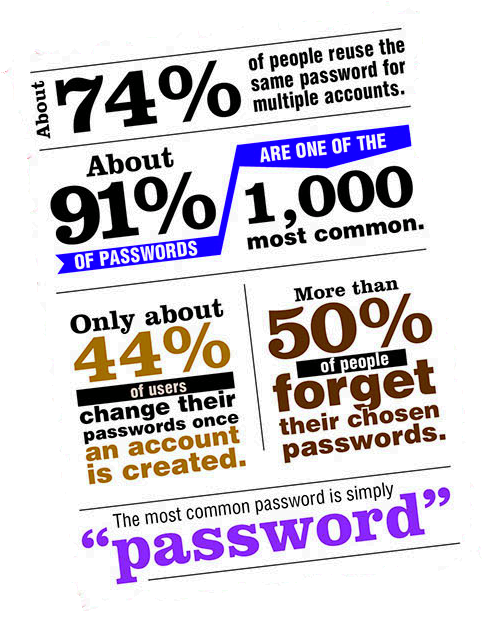 About
74%
of people reuse the
same password for
multiple accounts.
About
91%
OF PASSWORDS
ARE ONE OF THE
1,000
most common.
Only about
44%
of users
change their
passwords once
an account
is created.
More than
50%
of people
forget
their chosen
passwords.
The most common password is simply
“password”